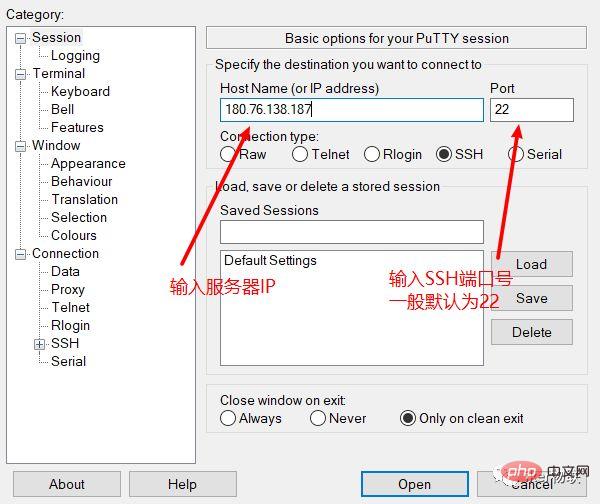 Category:
Session
Logging
Terminal
Keyboard
Bell
Features
Window
Appearance
Behaviour
Translation
Selection
Colours
Connection
Data
Proxy
Telnet
Rlogin
SSH
Serial
Basic options for your PuTTY session
Specify the destination you want to connect to
Host Name (or IP address)
Port
180.76.138.187
22
Connection type:
Raw
Telnet
Rlogin
SSH
Serial
Load, save or delete a stored session
Saved Sessions
Default Settings
Load
Save
Delete
输入服务器IP
输入SSH端口号
一般默认为22
Close window on exit:
Always
Never
Only on clean exit
About
Help
Open
Cancel
php 中文网